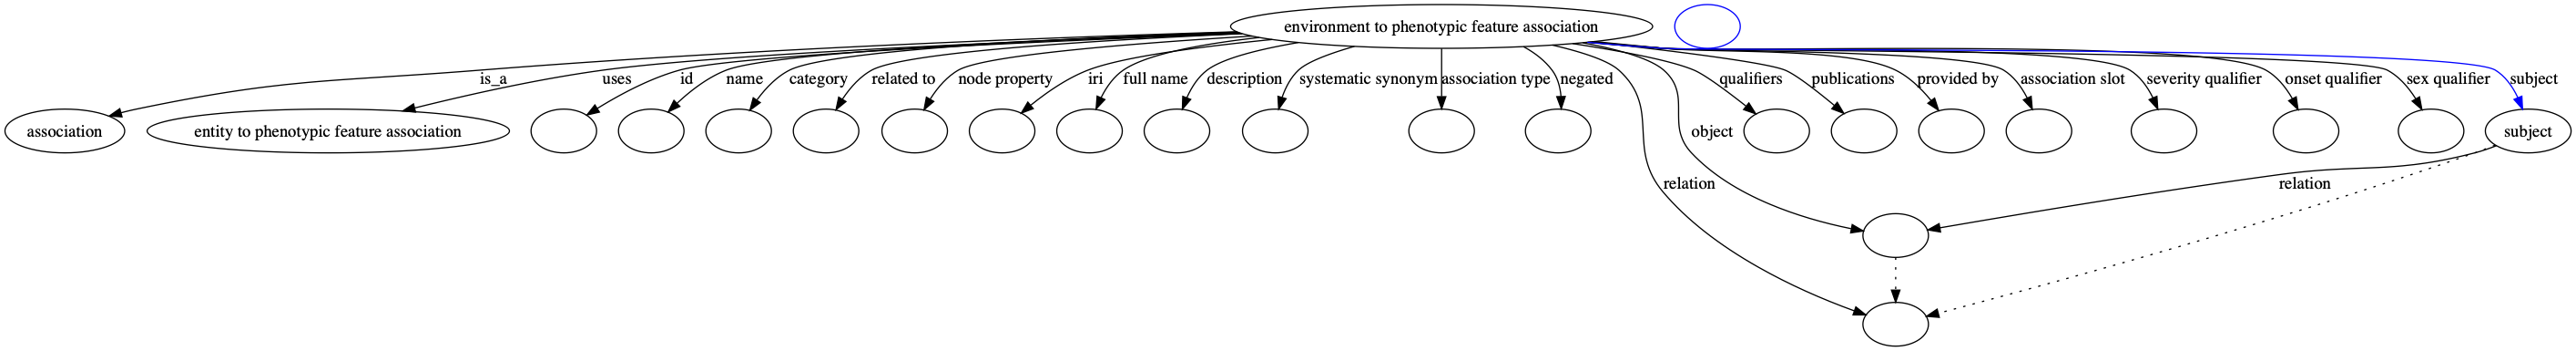 environment to phenotypic feature association
is_a
uses
id
name
category
related to
node property
iri
full name
description
systematic synonym
association type
negated
qualifiers
publications
provided by
association slot
severity qualifier
onset qualifier
sex qualifier
subject
association
entity to phenotypic feature association
object
subject
relation
relation